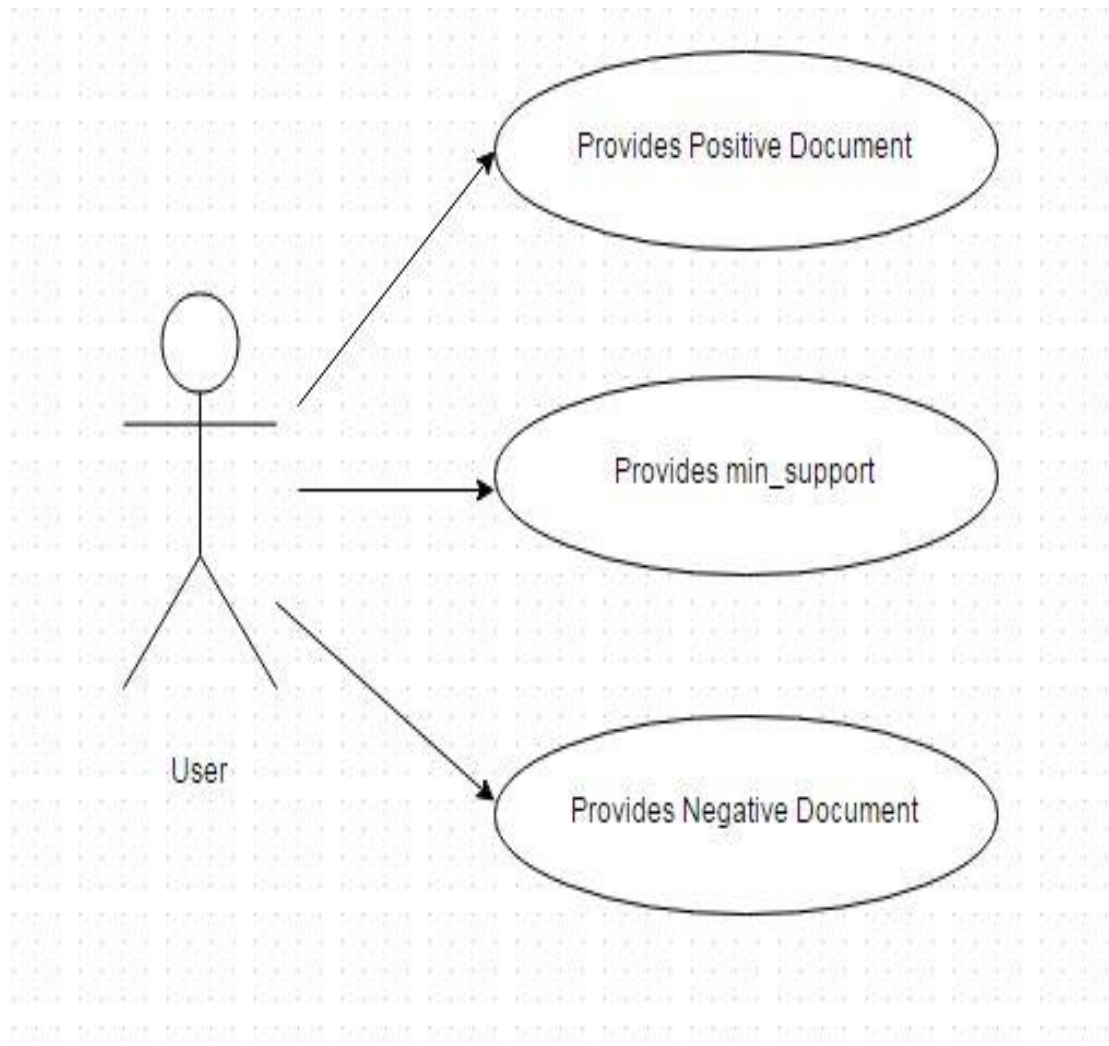 Provides Positive Document
Provides min_support
User
Provides Negative Document